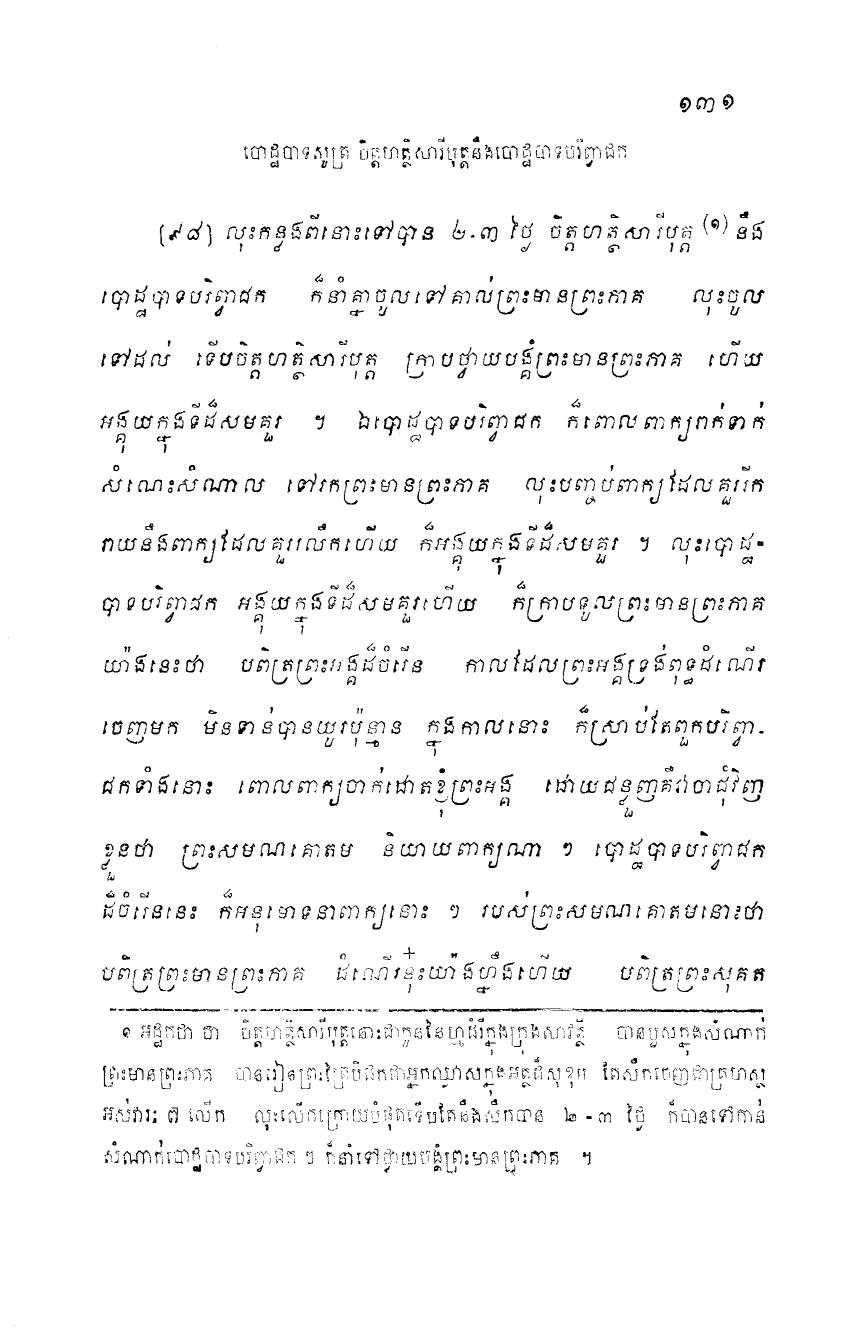 ១៣១
បោដ្ឋបាទសូត្រ ចិត្តហត្ថិសារីបុត្តនឹងបោដ្ឋបាទបរិព្វាជក
[៩៨] លុះកន្លងពីនោះទៅបាន ២-៣ ថ្ងៃ ចិត្តហត្ថិសារីបុត្ត (១) នឹង
បោដ្ឋបាទបរិព្វាជក ក៏នាំគ្នាចូលទៅគាល់ព្រះមានព្រះភាគ លុះចូល
ទៅដល់ ទើបចិត្តហត្ថិសារីបុត្ត ក្រាបថ្វាយបង្គំព្រះមានព្រះភាគ ហើយ
អង្គុយក្នុងទីដ៏សមគួរ ។ ឯបោដ្ឋបាទបរិព្វាជក ក៏ពោលពាក្យរាក់ទាក់
សំណេះសំណាល ទៅរកព្រះមានព្រះភាគ លុះបញ្ចប់ពាក្យដែលគួររីក
រាយនឹងពាក្យដែលគួររលឹកហើយ ក៏អង្គុយក្នុងទីដ៏សមគួរ ។ លុះបោដ្ឋ-
បាទបរិព្វាជក អង្គុយក្នុងទីដ៏សមគួរហើយ ក៏ក្រាបទូលព្រះមានព្រះភាគ
យ៉ាងនេះថា បពិត្រព្រះអង្គដ៏ចំរើន កាលដែលព្រះអង្គទ្រង់ពុទ្ធដំណើរ
ចេញមក មិនទាន់បានយូរប៉ុន្មាន ក្នុងកាលនោះ ក៏ស្រាប់តែពួកបរិព្វា-
ជកទាំងនោះ ពោលពាក្យចាក់ដោតខ្ញុំព្រះអង្គ ដោយជន្លួញគឺវាចាជុំវិញ
ខ្លួនថា ព្រះសមណគោតម និយាយពាក្យណា ៗ បោដ្ឋបាទបរិព្វាជក
ដ៏ចំរើននេះ ក៏អនុមោទនាពាក្យនោះ ៗ របស់ព្រះសមណគោតមនោះថា
បពិត្រព្រះមានព្រះភាគ ដំណើរនុ៎ះយ៉ាងហ្នឹងហើយ បពិត្រព្រះសុគត
១ អដ្ឋកថា ថា ចិត្តហត្ថិសារីបុត្តនោះជាកូននៃហ្មដំរីក្នុងក្រុងសាវត្ថី បានបួសក្នុងសំណាក់
ព្រះមានព្រះភាគ បានរៀនព្រះត្រៃបិដកជាអ្នកឈ្លាសក្នុងអត្ថដ៏សុខុម តែសឹកចេញជាគ្រហស្ថ
អស់វារៈ ៧ លើក លុះលើកក្រោយបំផុតទើបតែនឹងសឹកបាន ២-៣ ថ្ងៃ ក៏បានទៅកាន់
សំណាក់បោដ្ឋបាទបរិព្វាជក ៗ ក៏នាំទៅថ្វាយបង្គំព្រះមានព្រះភាគ ។